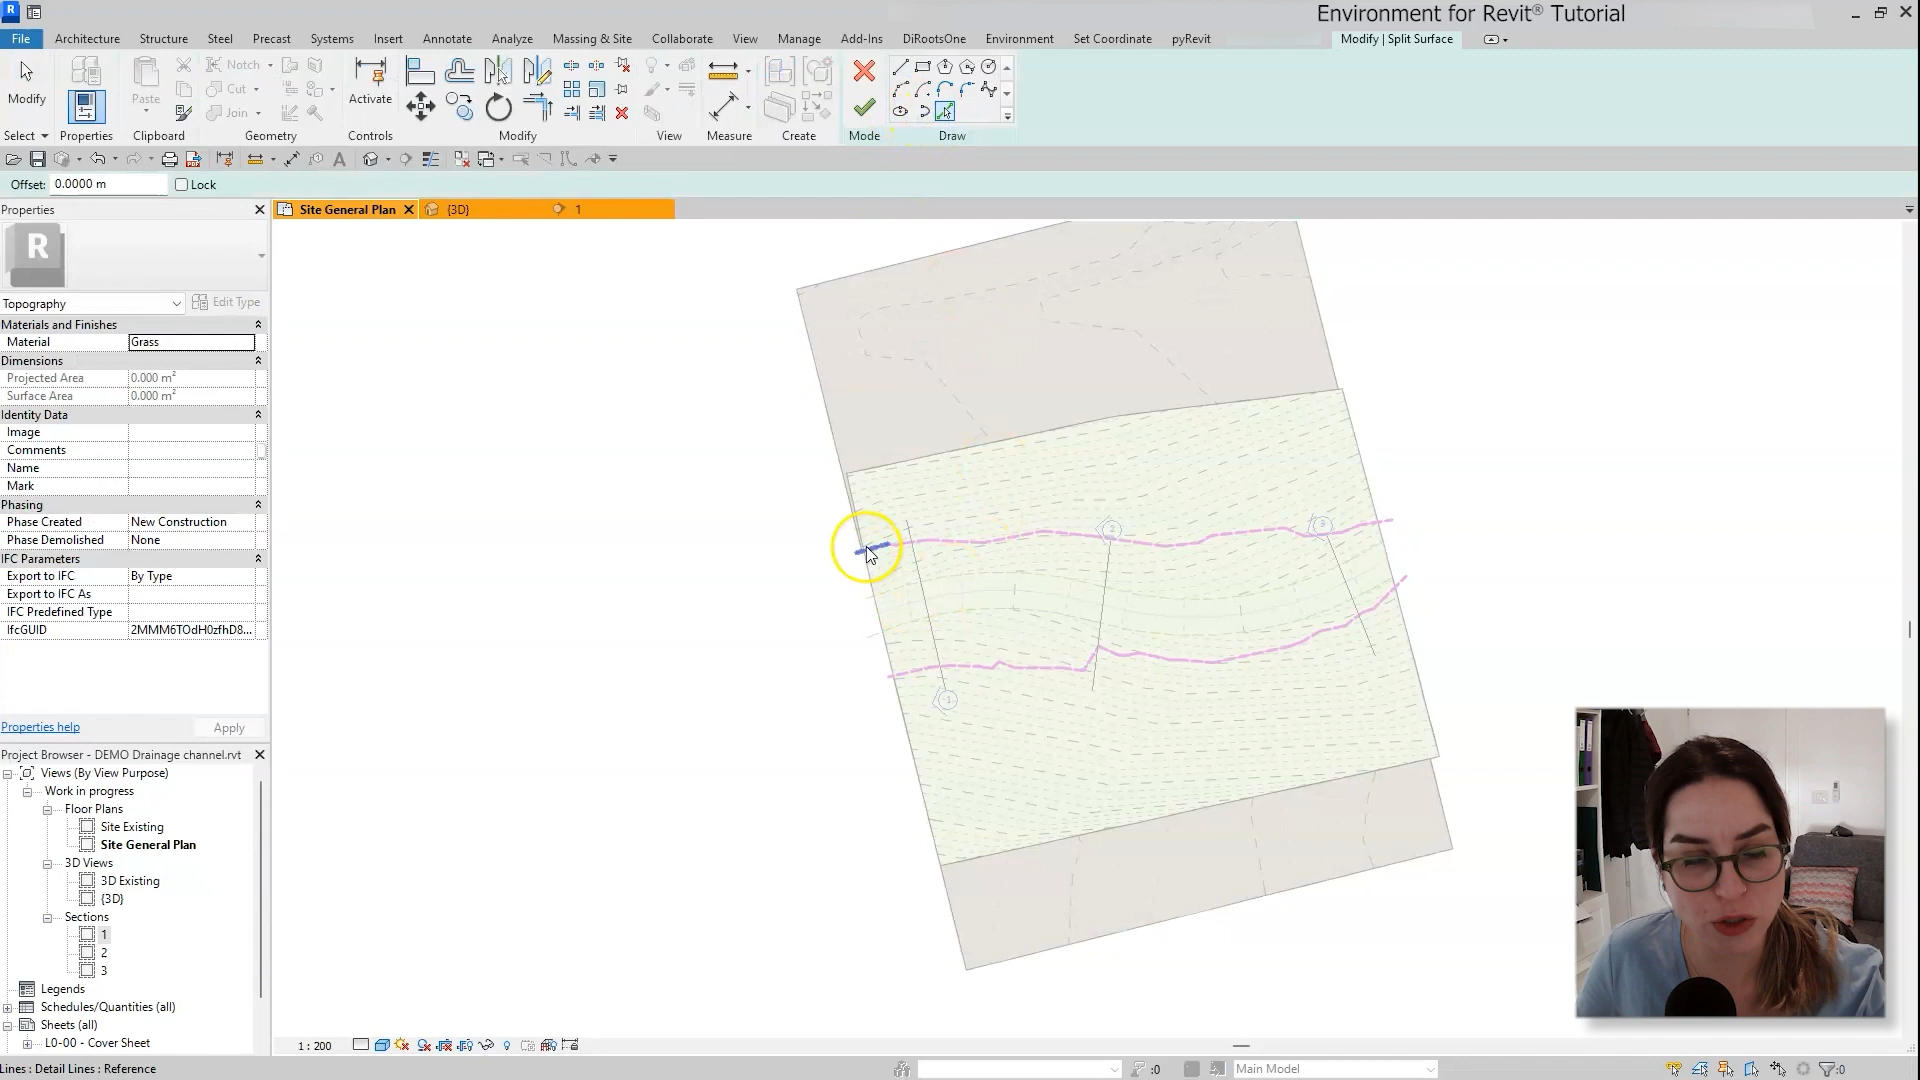 Environment for Revit® Tutorial
File Architecture Structure Steel Precast Systems Insert Annotate Analyze Massing & Site Collaborate View Manage Add-Ins DiRootsOne Environment Set Coordinate pyRevit Modify | Split Surface
Modify Paste Notch Cut Join Activate
Select Properties Clipboard Geometry Controls Modify View Measure Create Mode Draw
Offset: 0.0000 m Lock
Properties
Site General Plan {3D} 1
R
Topography Edit Type
Materials and Finishes
Material Grass
Dimensions
Projected Area 0.000 m²
Surface Area 0.000 m²
Identity Data
Image
Comments
Name
Mark
Phasing
Phase Created New Construction
Phase Demolished None
IFC Parameters
Export to IFC By Type
Export to IFC As
IFC Predefined Type
IfcGUID 2MMM6TOdH0zfhD8...
Properties help Apply
Project Browser - DEMO Drainage channel.rvt
Views (By View Purpose)
Work in progress
Floor Plans
Site Existing
Site General Plan
3D Views
3D Existing
{3D}
Sections
1
2
3
Legends
Schedules/Quantities (all)
Sheets (all)
L0-00 - Cover Sheet
2
3
1
1 : 200
Lines : Detail Lines : Reference
:0
Main Model
:0